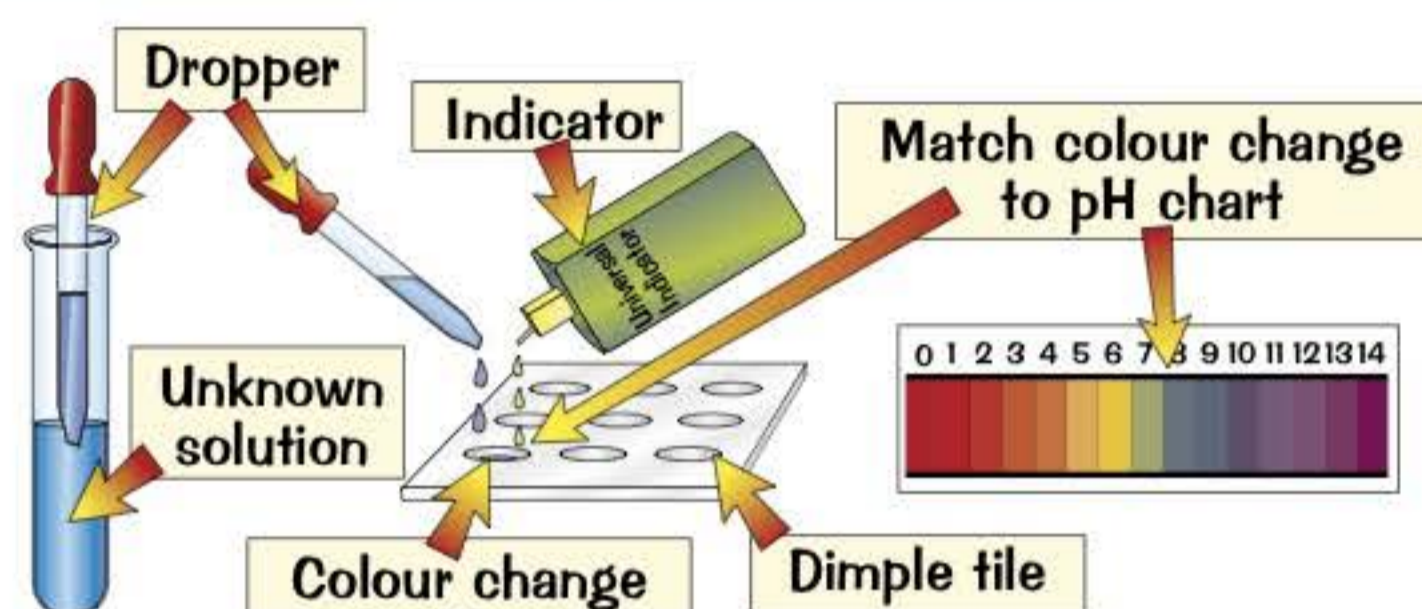 Dropper
Indicator
Match colour change
to pH chart
Universal
Indicator
0 1 2 3 4 5 6 7 8 9 10 11 12 13 14
Unknown
solution
Colour change
Dimple tile